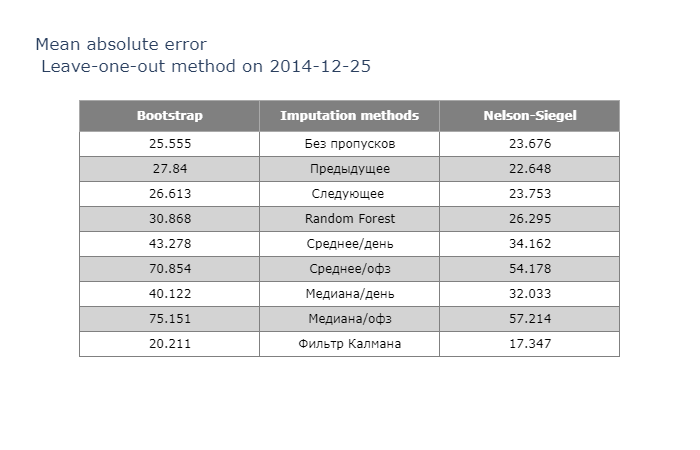 Mean absolute error
Leave-one-out method on 2014-12-25
Bootstrap Imputation methods Nelson-Siegel
25.555 Без пропусков 23.676
27.84 Предыдущее 22.648
26.613 Следующее 23.753
30.868 Random Forest 26.295
43.278 Среднее/день 34.162
70.854 Среднее/офз 54.178
40.122 Медиана/день 32.033
75.151 Медиана/офз 57.214
20.211 Фильтр Калмана 17.347